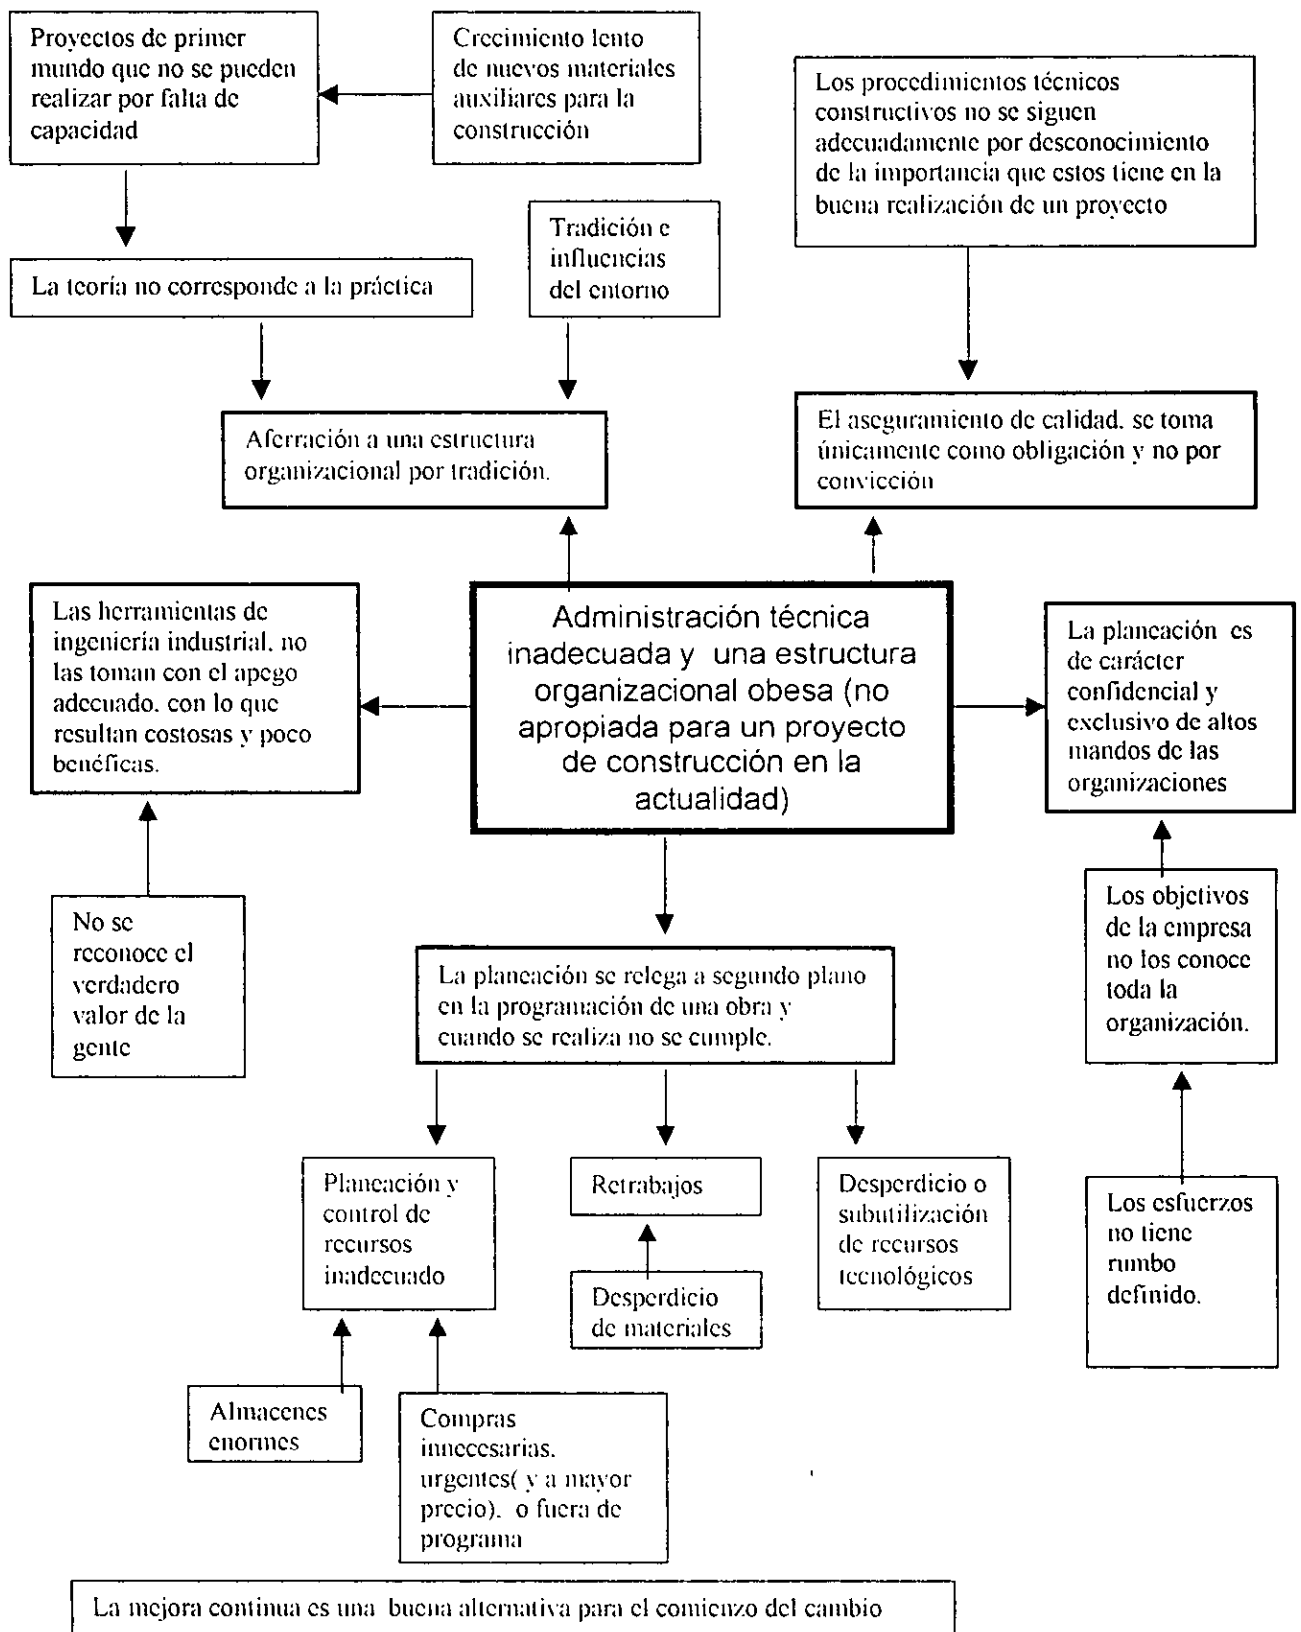 Proyectos de primer
mundo que no se pueden
realizar por falta de
capacidad
Crecimiento lento
de nuevos materiales
auxiliares para la
construcción
Los procedimientos técnicos
constructivos no se siguen
adecuadamente por desconocimiento
de la importancia que estos tiene en la
buena realización de un proyecto
Tradición e
influencias
del entorno
La teoría no corresponde a la práctica
Aferración a una estructura
organizacional por tradición.
El aseguramiento de calidad, se toma
únicamente como obligación y no por
convicción
Las herramientas de
ingeniería industrial, no
las toman con el apego
adecuado, con lo que
resultan costosas y poco
benéficas.
Administración técnica
inadecuada y una estructura
organizacional obesa (no
apropiada para un proyecto
de construcción en la
actualidad)
La planeación es
de carácter
confidencial y
exclusivo de altos
mandos de las
organizaciones
No se
reconoce el
verdadero
valor de la
gente
La planeación se relega a segundo plano
en la programación de una obra y
cuando se realiza no se cumple.
Los objetivos
de la empresa
no los conoce
toda la
organización.
Planeación y
control de
recursos
inadecuado
Retrabajos
Desperdicio o
subutilización
de recursos
tecnológicos
Los esfuerzos
no tiene
rumbo
definido.
Desperdicio
de materiales
Almacenes
enormes
Compras
innecesarias,
urgentes( y a mayor
precio), o fuera de
programa
La mejora continua es una buena alternativa para el comienzo del cambio